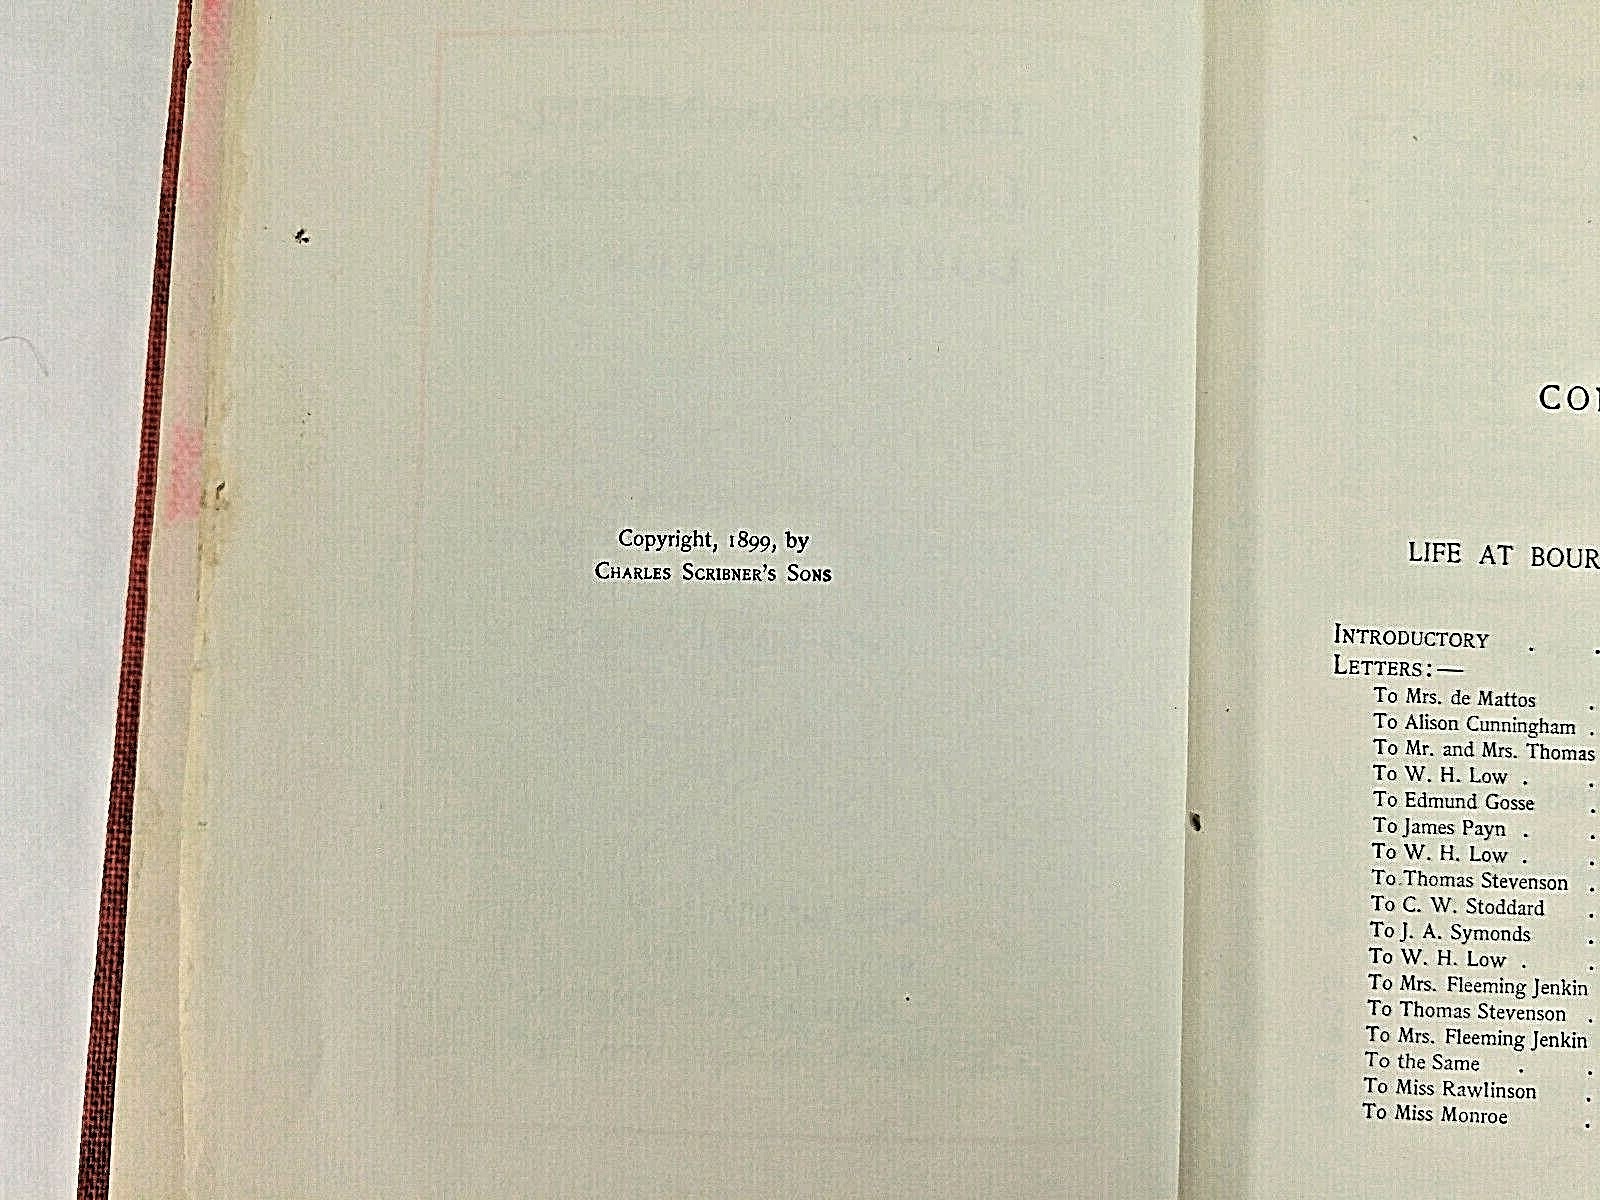 Copyright, 1899, by
CHARLES SCRIBNER'S SONS
LIFE AT
INTRODUCTORY .
LETTERS:—
To Mrs. de Mattos .
To Alison Cunningham .
To Mr. and Mrs. Thomas
To W. H. Low . .
To Edmund Gosse .
To James Payn . .
To W. H. Low . .
To Thomas Stevenson .
To C. W. Stoddard .
To J. A. Symonds .
To W. H. Low . .
To Mrs. Fleeming Jenkin
To Thomas Stevenson .
To Mrs. Fleeming Jenkin
To the Same . .
To Miss Rawlinson .
To Miss Monroe .